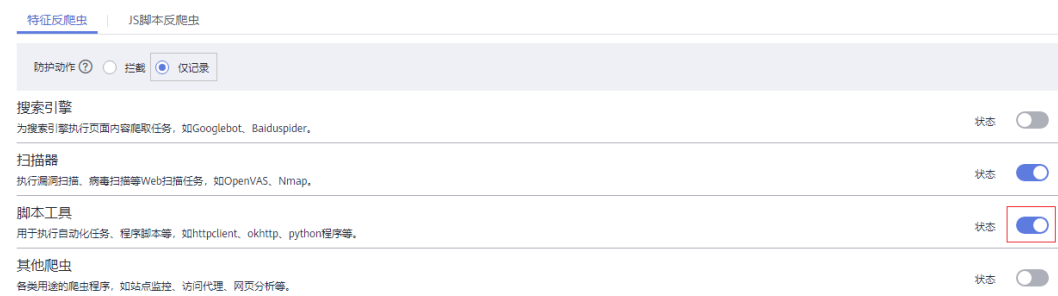 特征反爬虫 JS脚本反爬虫
防护动作 ? 拦截 仅记录
搜索引擎
为搜索引擎执行页面内容爬取任务，如Googlebot、Baiduspider。
状态
扫描器
执行漏洞扫描、病毒扫描等Web扫描任务，如OpenVAS、Nmap。
状态
脚本工具
用于执行自动化任务、程序脚本等，如httpclient、okhttp、python程序等。
状态
其他爬虫
各类用途的爬虫程序，如站点监控、访问代理、网页分析等。
状态